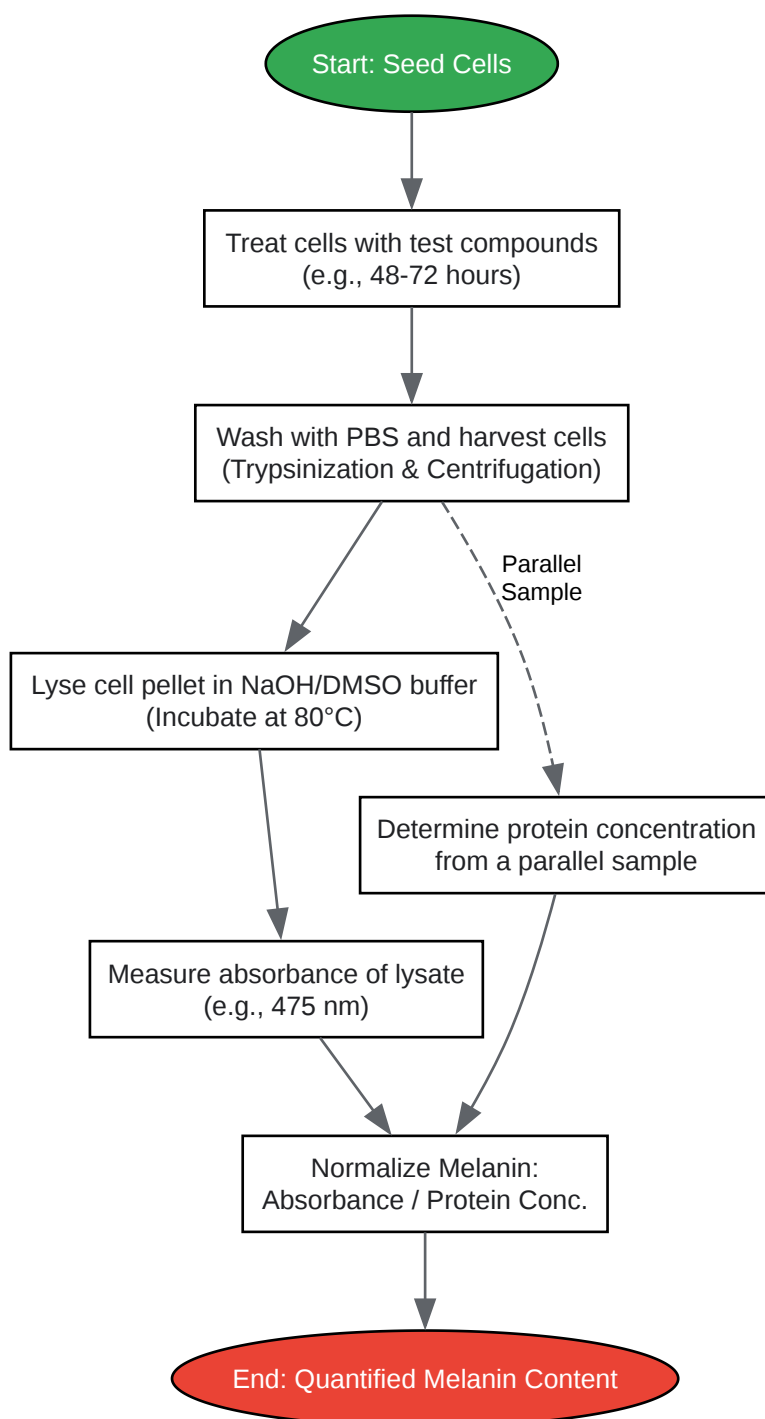 Start: Seed Cells
Treat cells with test compounds
(e.g., 48-72 hours)
Wash with PBS and harvest cells
(Trypsinization & Centrifugation)
Parallel
Sample
Lyse cell pellet in NaOH/DMSO buffer
(Incubate at 80°C)
Determine protein concentration
from a parallel sample
Measure absorbance of lysate
(e.g., 475 nm)
Normalize Melanin:
Absorbance / Protein Conc.
End: Quantified Melanin Content